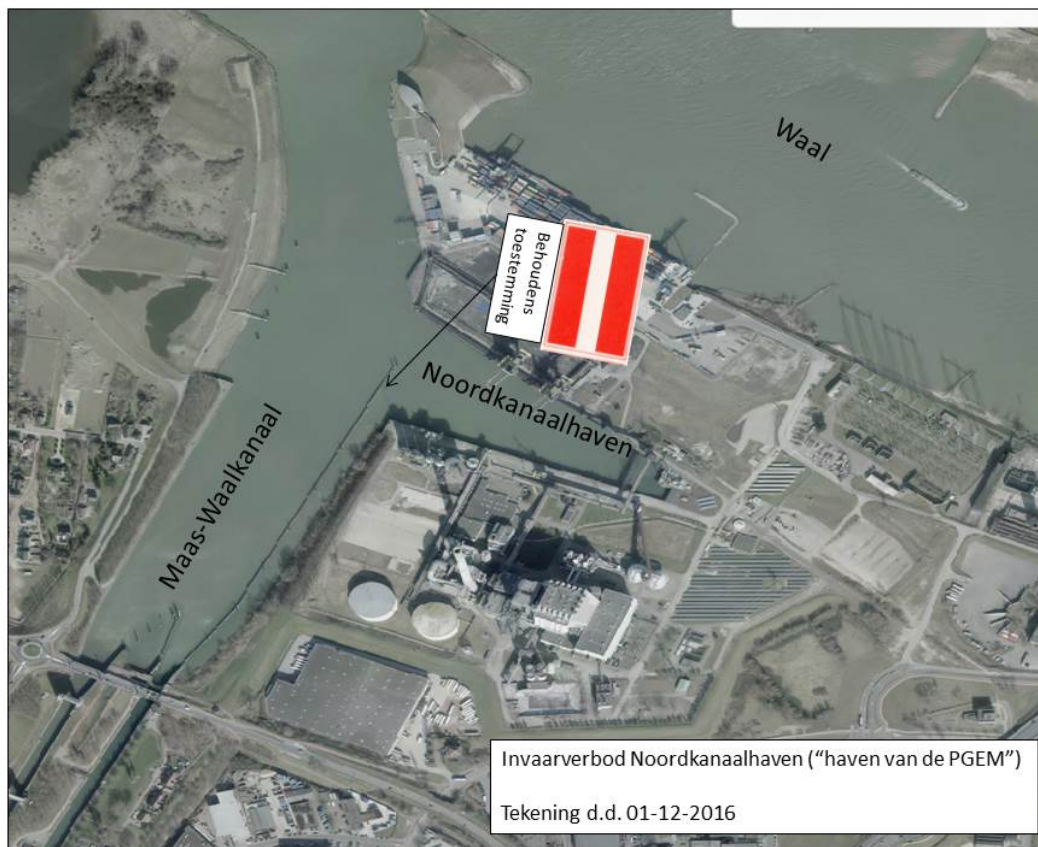 Waal
Behoudens
toestemming
Noordkanaalhaven
Maas-Waalkanaal
Invaarverbod Noordkanaalhaven (“haven van de PGEM”)
Tekening d.d. 01-12-2016